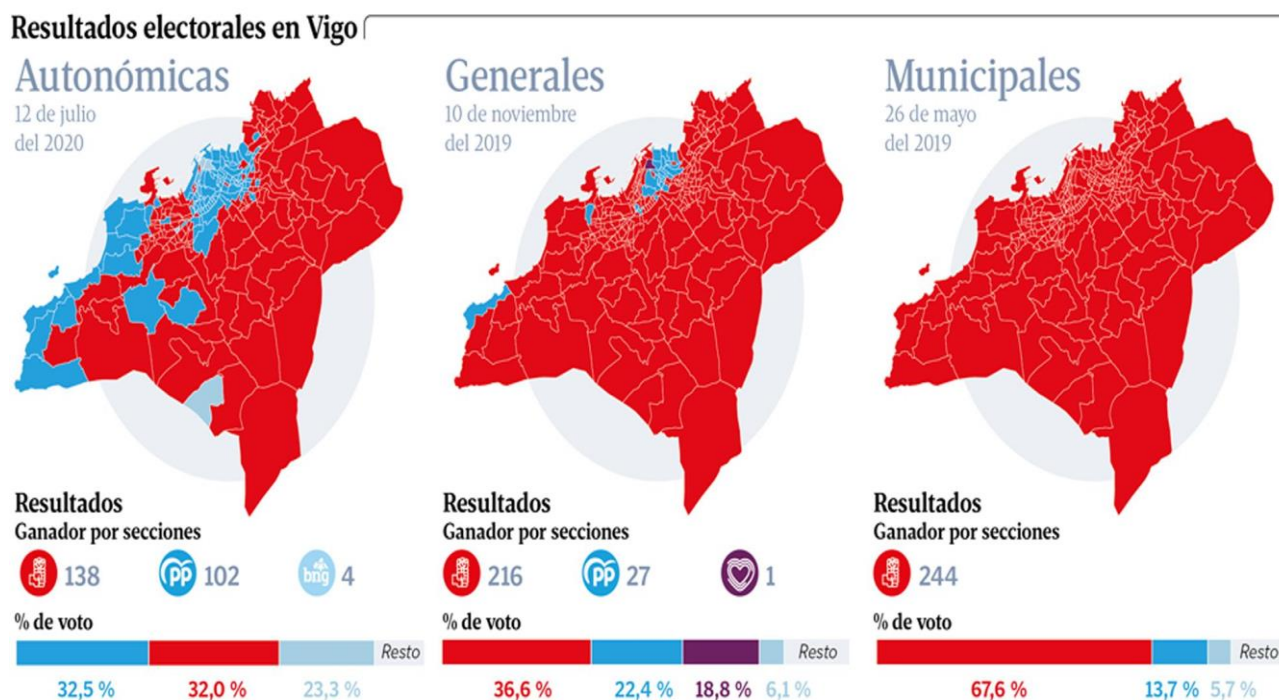 Resultados electorales en Vigo
Autonómicas
12 de julio
del 2020
Resultados
Ganador por secciones
138
pp 102
bng 4
% de voto
Resto
32,5 %
32,0 %
23,3 %
Generales
10 de noviembre
del 2019
Resultados
Ganador por secciones
216
pp 27
1
% de voto
Resto
36,6 %
22,4 %
18,8 %
6,1 %
Municipales
26 de mayo
del 2019
Resultados
Ganador por secciones
244
% de voto
Resto
67,6 %
13,7 %
5.7 %